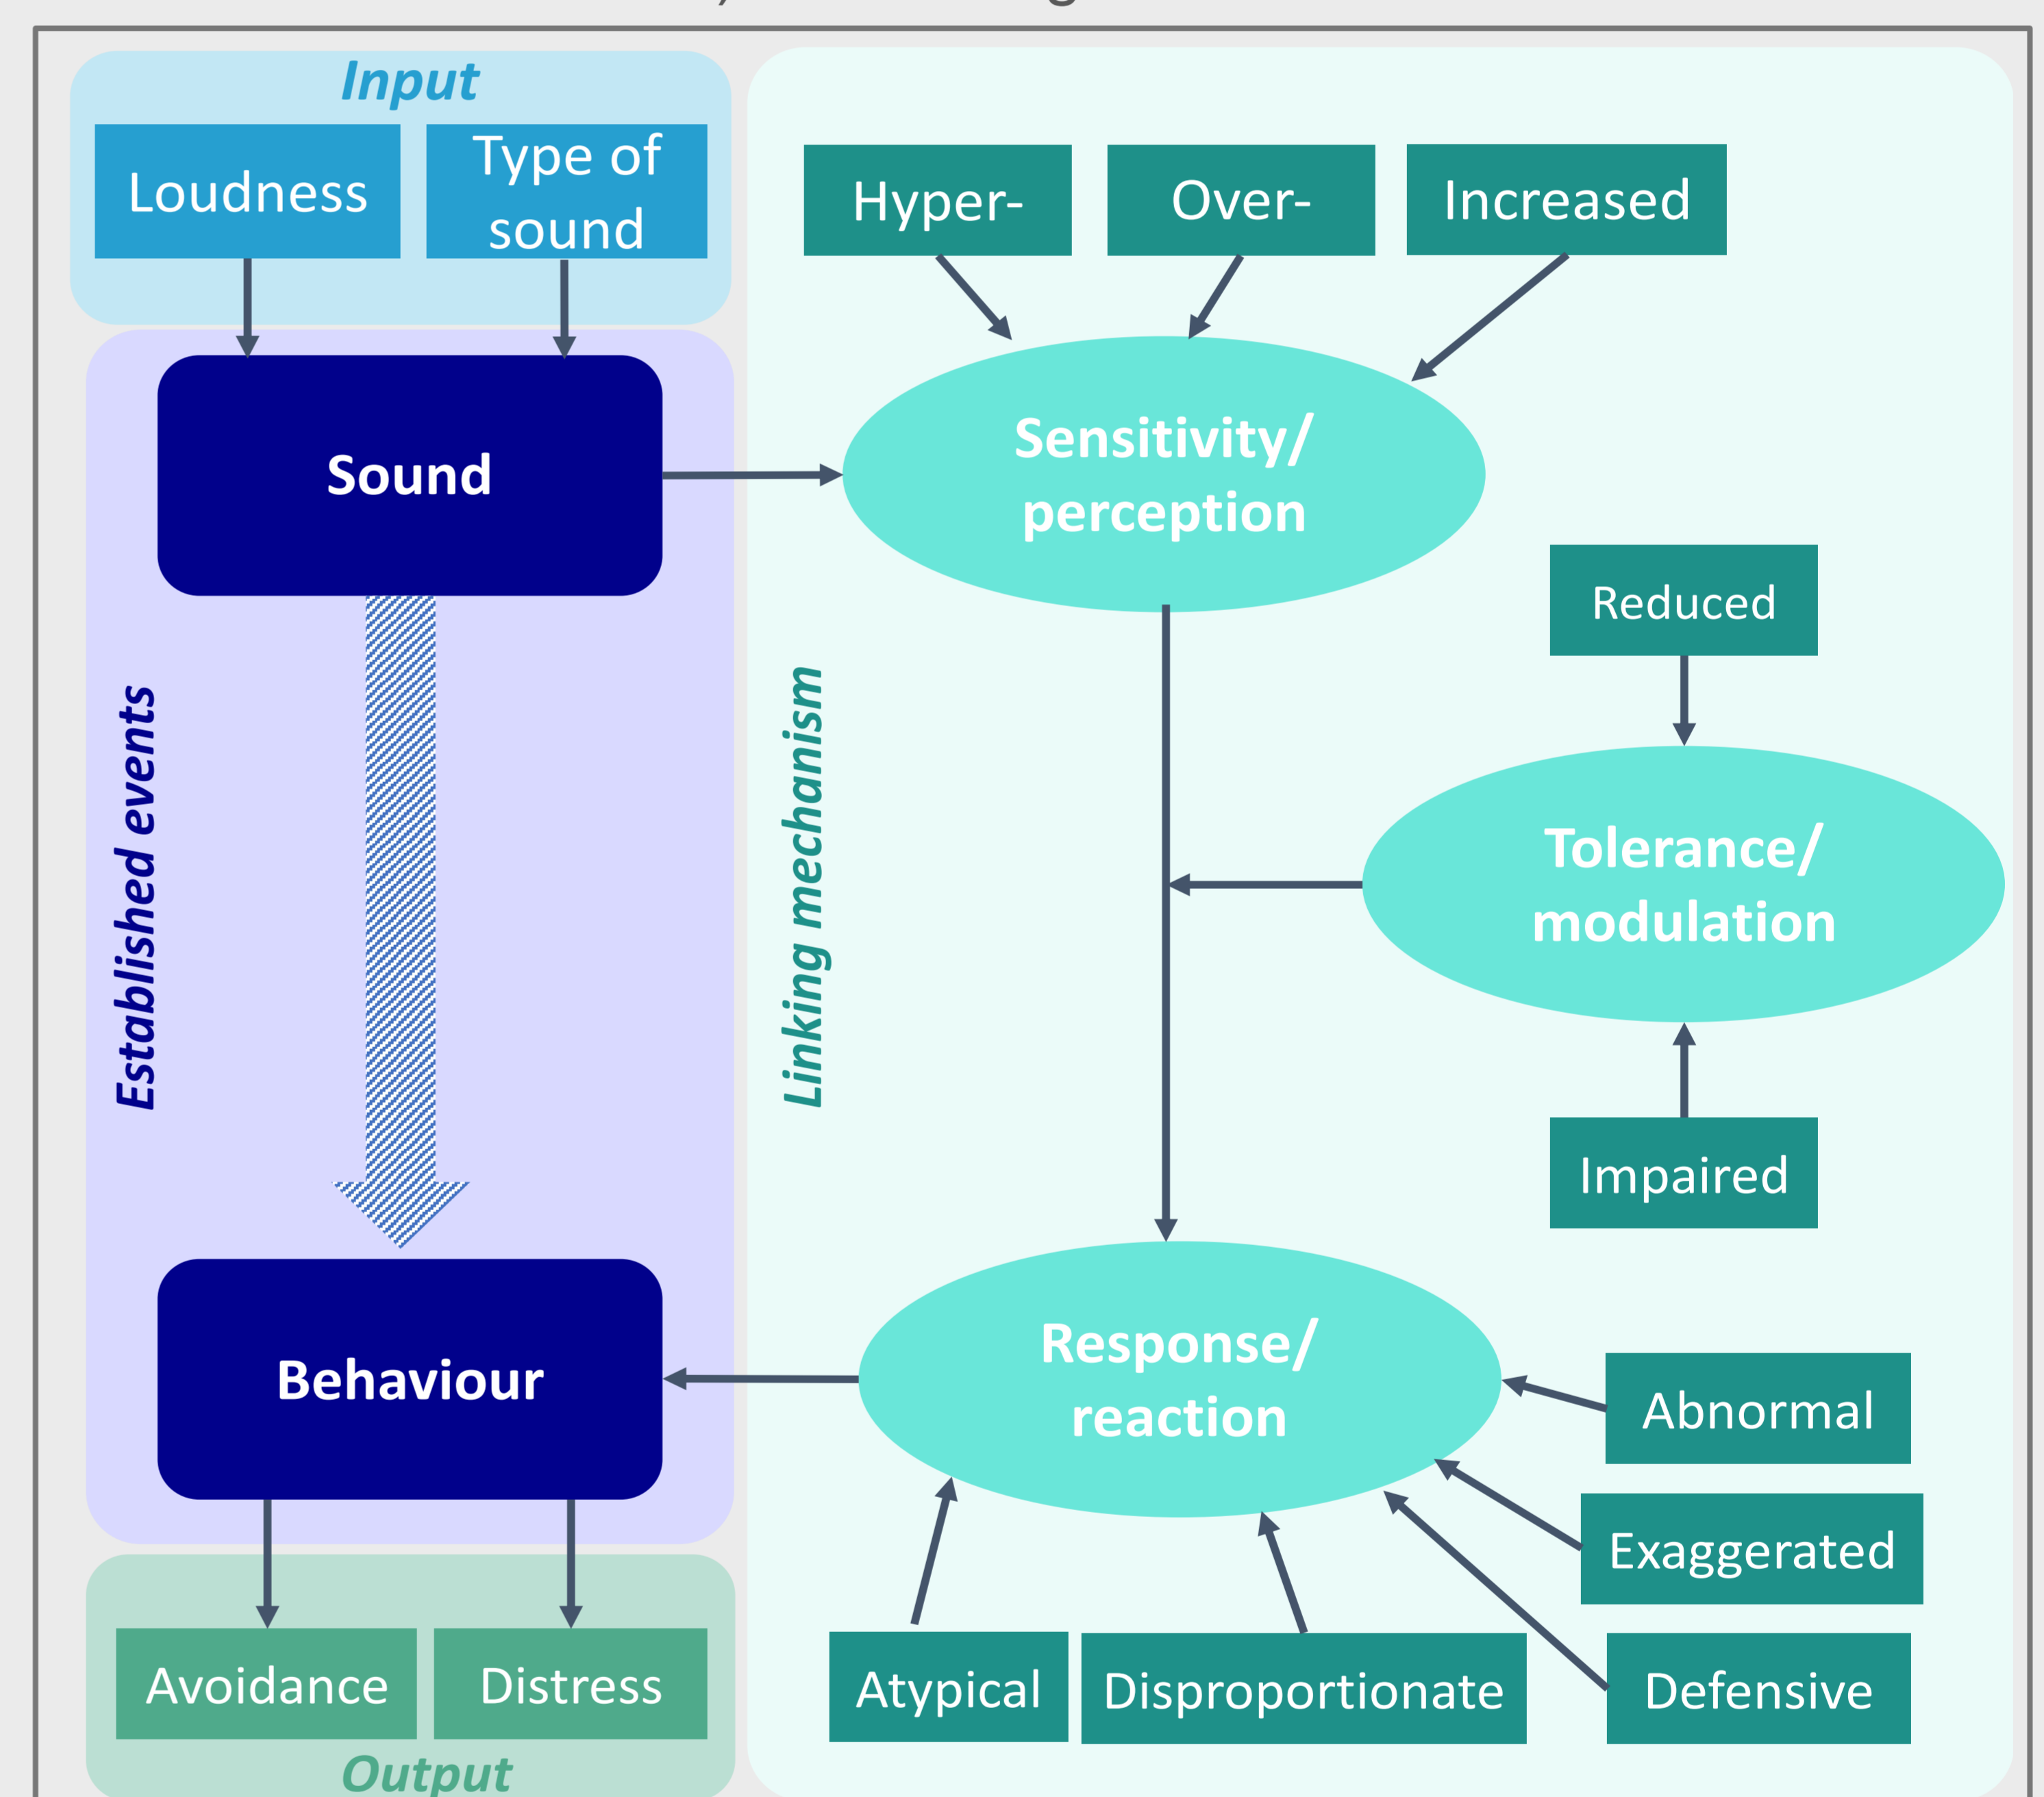 Input
Loudness
Type of
sound
Hyper-
Over-
Increased
Sound
Sensitivity/
perception
Reduced
Established events
Linking mechanism
Tolerance/
modulation
Impaired
Behaviour
Response/
reaction
Abnormal
Exaggerated
Avoidance
Distress
Atypical
Disproportionate
Defensive
Output